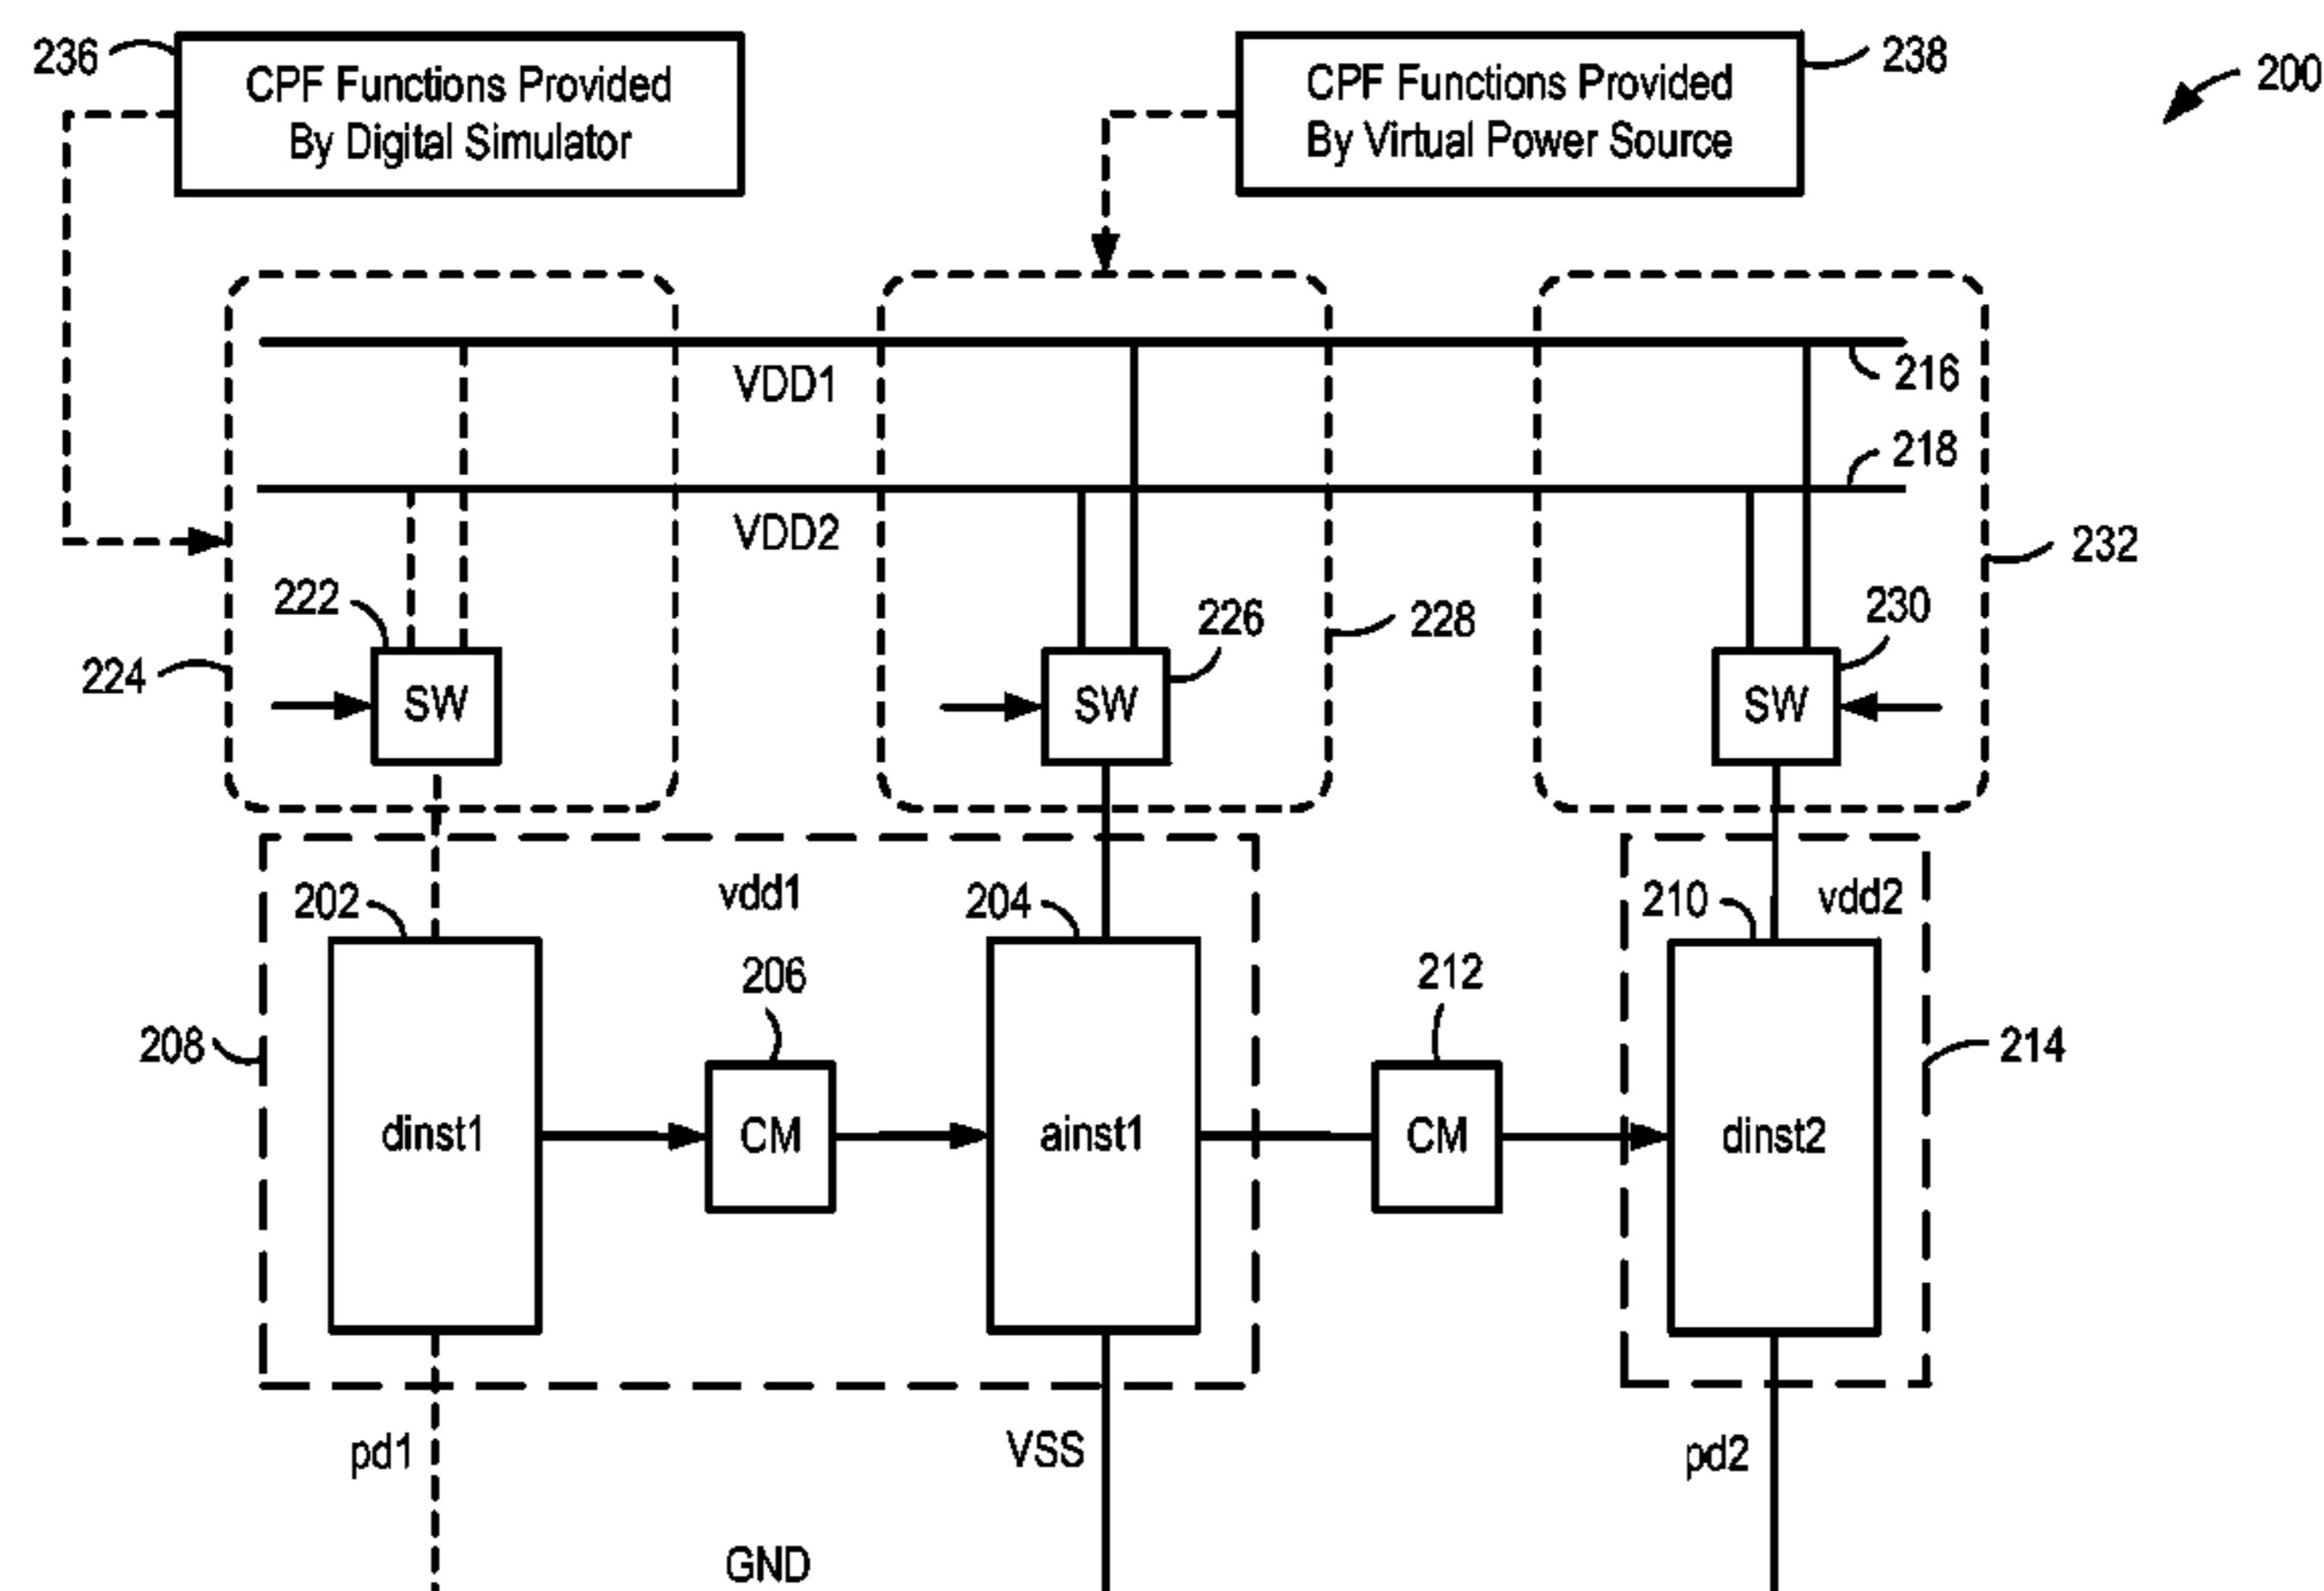 236
CPF Functions Provided
By Digital Simulator
CPF Functions Provided
By Virtual Power Source
238
200
VDD1
216
218
VDD2
232
222
226
228
230
224
SW
SW
SW
202
vdd1
204
210
vdd2
206
212
208
214
dinst1
CM
ainst1
CM
dinst2
pd1
VSS
pd2
GND